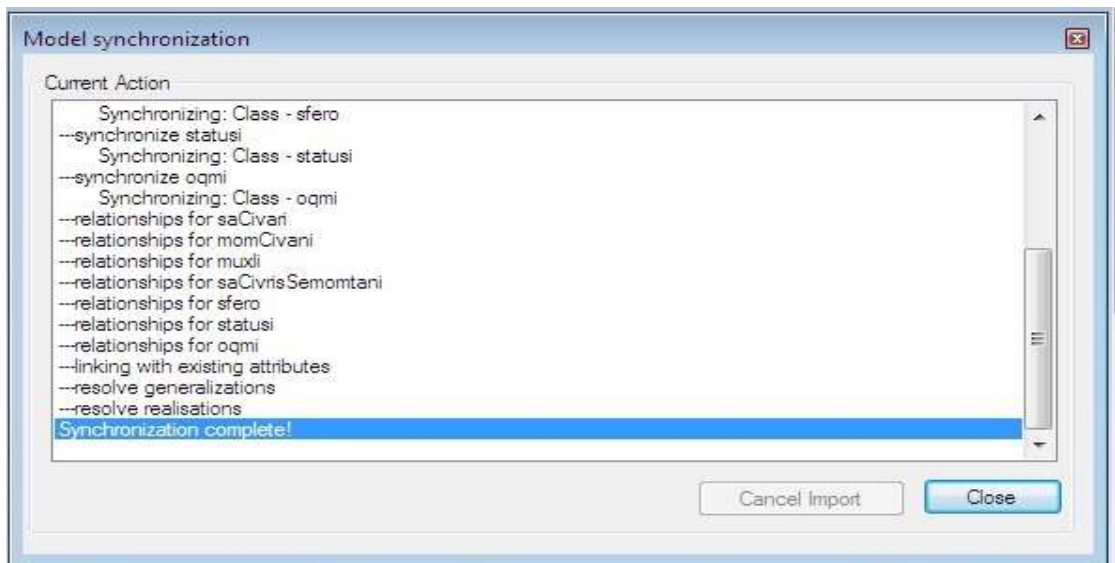 Model synchronization
Current Action
Synchronizing: Class - sfero
---synchronize statusi
Synchronizing: Class - statusi
---synchronize oqmi
Synchronizing: Class - oqmi
---relationships for saCivari
---relationships for momCivani
---relationships for muxli
---relationships for saCivrisSemomtani
---relationships for sfero
---relationships for statusi
---relationships for oqmi
---linking with existing attributes
---resolve generalizations
---resolve realisations
Synchronization complete!
Cancel Import
Close